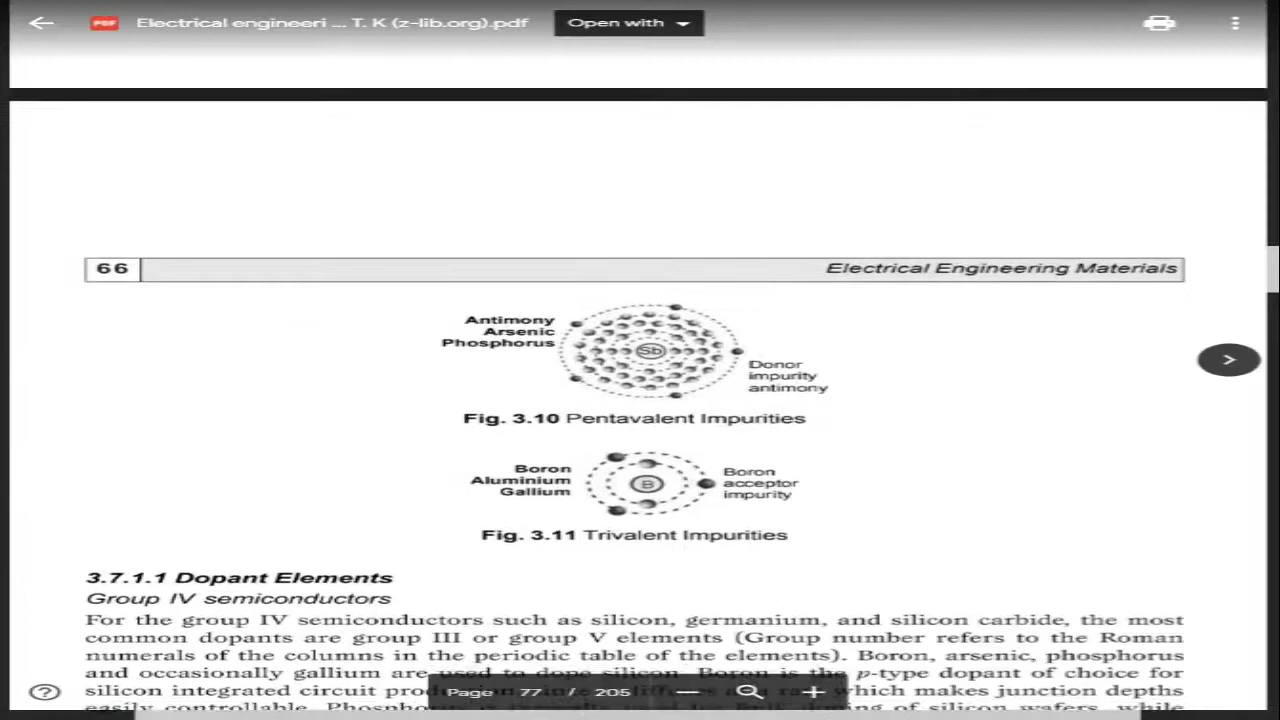 Electrical engineeri ... T. K (z-lib.org).pdf
Open with
66
Electrical Engineering Materials
Antimony
Arsenic
Phosphorus
Sb
Donor
impurity
antimony
Fig. 3.10 Pentavalent Impurities
Boron
Aluminium
Gallium
B
Boron
acceptor
impurity
Fig. 3.11 Trivalent Impurities
3.7.1.1 Dopant Elements
Group IV semiconductors
For the group IV semiconductors such as silicon, germanium, and silicon carbide, the most
common dopants are group III or group V elements (Group number refers to the Roman
numerals of the columns in the periodic table of the elements). Boron, arsenic, phosphorus
and occasionally gallium are used to dope silicon. Boron is the p-type dopant of choice for
silicon integrated circuit which makes junction depths
easily controllable. of silicon wafers, while
Page 77 / 205